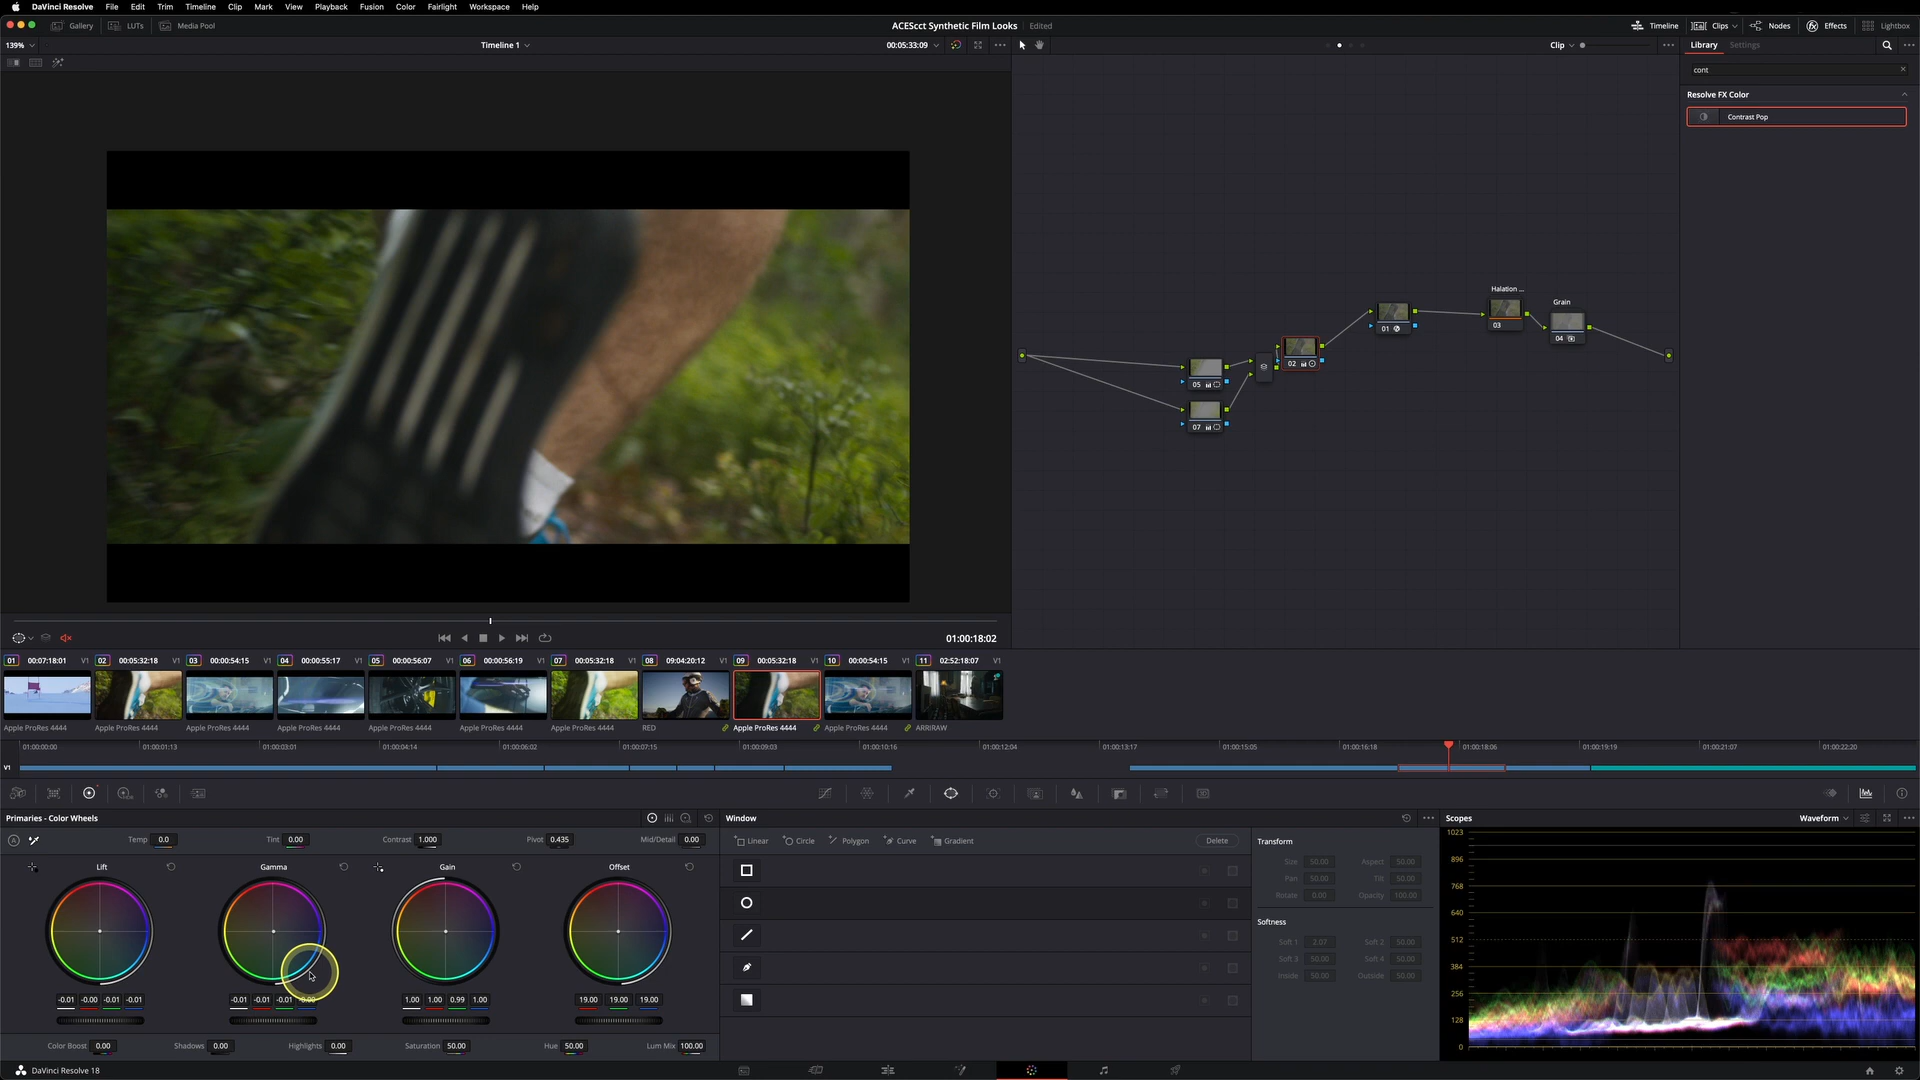 DaVinci Resolve File Edit Trim Timeline Clip Mark View Playback Fusion Color Fairlight Workspace Help
Gallery LUTs Media Pool ACEScct Synthetic Film Looks Edited Timeline Clips Nodes Effects Lightbox
139% Timeline 1 00:05:33:09 Clip Library Settings
cont
Resolve FX Color
Contrast Pop
Halation ...
Grain
03
01
04
02
05
07
01:00:18:02
01 00:07:18:01 V1 02 00:05:32:18 V1 03 00:00:54:15 V1 04 00:00:55:17 V1 05 00:00:56:07 V1 06 00:00:56:19 V1 07 00:05:32:18 V1 08 09:04:20:12 V1 09 00:05:32:18 V1 10 00:00:54:15 V1 11 02:52:18:07 V1
Apple ProRes 4444 Apple ProRes 4444 Apple ProRes 4444 Apple ProRes 4444 Apple ProRes 4444 Apple ProRes 4444 Apple ProRes 4444 RED Apple ProRes 4444 Apple ProRes 4444 ARRIRAW
01:00:00:00 01:00:01:13 01:00:03:01 01:00:04:14 01:00:06:02 01:00:07:15 01:00:09:03 01:00:10:16 01:00:12:04 01:00:13:17 01:00:15:05 01:00:16:18 01:00:18:06 01:00:19:19 01:00:21:07 01:00:22:20
V1
Primaries - Color Wheels Window Scopes Waveform
Temp 0.0 Tint 0.00 Contrast 1.000 Pivot 0.435 Mid/Detail 0.00
Linear Circle Polygon Curve Gradient Delete
Transform
Size 50.00 Aspect 50.00
Pan 50.00 Tilt 50.00
Rotate 0.00 Opacity 100.00
Softness
Soft 1 2.07 Soft 2 50.00
Soft 3 50.00 Soft 4 50.00
Inside 50.00 Outside 50.00
1023
896
768
640
512
384
256
128
0
Lift Gamma Gain Offset
-0.01 -0.00 -0.01 -0.01 -0.01 -0.01 -0.01 1.00 1.00 0.99 1.00 19.00 19.00 19.00
Color Boost 0.00 Shadows 0.00 Highlights 0.00 Saturation 50.00 Hue 50.00 Lum Mix 100.00
DaVinci Resolve 18